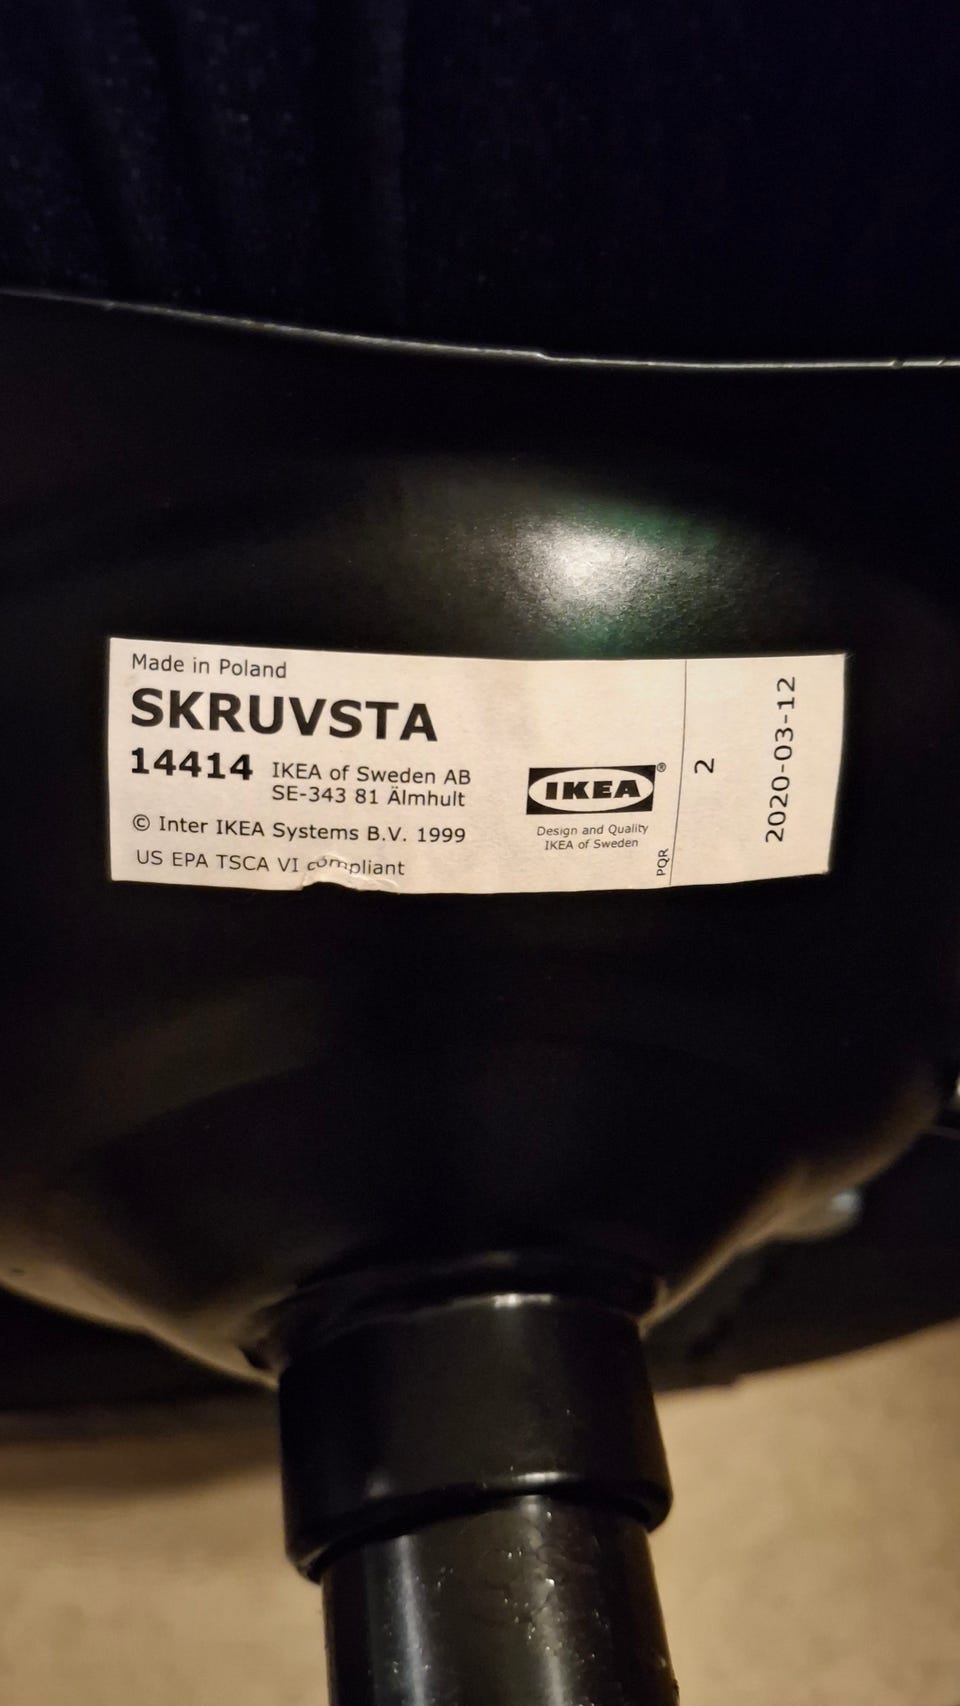 Made in Poland
SKRUVSTA
14414 IKEA of Sweden AB
SE-343 81 Älmhult
© Inter IKEA Systems B.V. 1999
US EPA TSCA VI compliant
IKEA®
Design and Quality
IKEA of Sweden
PQR
2
2020-03-12